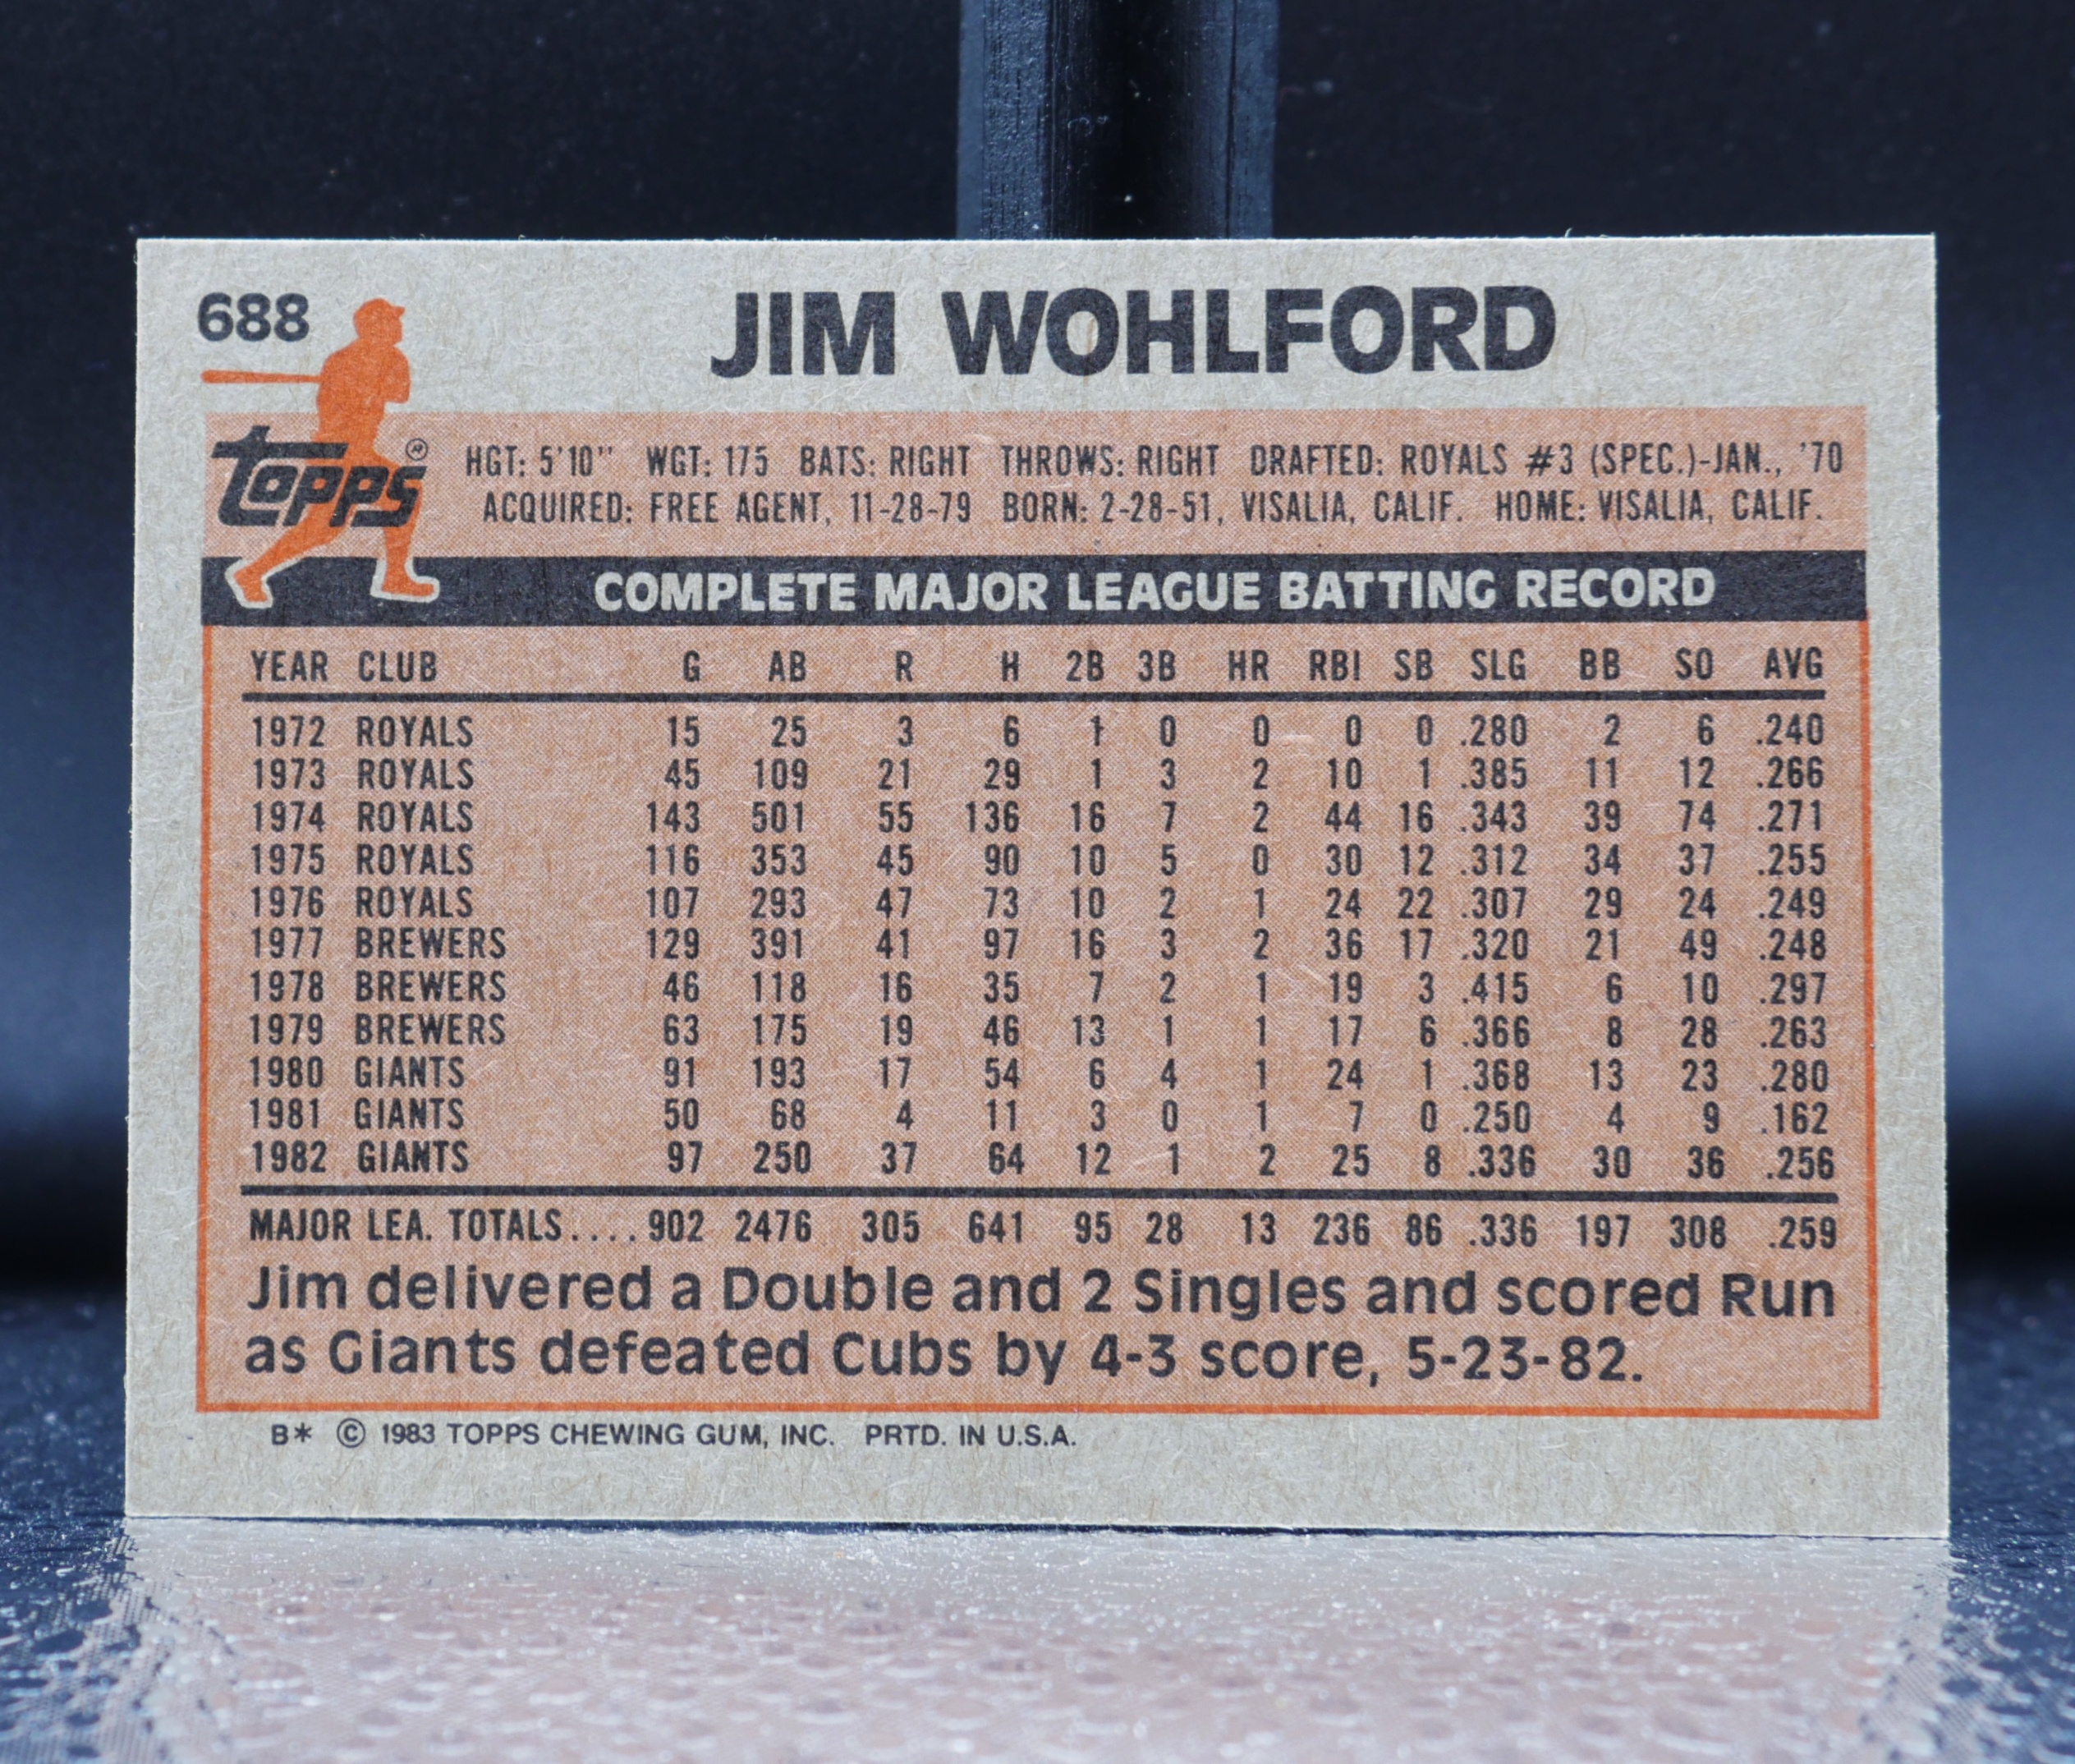 688
JIM WOHLFORD
topps®
HGT: 5'10" WGT: 175 BATS: RIGHT THROWS: RIGHT DRAFTED: ROYALS #3 (SPEC.)-JAN., '70
ACQUIRED: FREE AGENT, 11-28-79 BORN: 2-28-51, VISALIA, CALIF. HOME: VISALIA, CALIF.
COMPLETE MAJOR LEAGUE BATTING RECORD
YEAR CLUB G AB R H 2B 3B HR RBI SB SLG BB SO AVG
1972 ROYALS 15 25 3 6 1 0 0 0 0 .280 2 6 .240
1973 ROYALS 45 109 21 29 1 3 2 10 1 .385 11 12 .266
1974 ROYALS 143 501 55 136 16 7 2 44 16 .343 39 74 .271
1975 ROYALS 116 353 45 90 10 5 0 30 12 .312 34 37 .255
1976 ROYALS 107 293 47 73 10 2 1 24 22 .307 29 24 .249
1977 BREWERS 129 391 41 97 16 3 2 36 17 .320 21 49 .248
1978 BREWERS 46 118 16 35 7 2 1 19 3 .415 6 10 .297
1979 BREWERS 63 175 19 46 13 1 1 17 6 .366 8 28 .263
1980 GIANTS 91 193 17 54 6 4 1 24 1 .368 13 23 .280
1981 GIANTS 50 68 4 11 3 0 1 7 0 .250 4 9 .162
1982 GIANTS 97 250 37 64 12 1 2 25 8 .336 30 36 .256
MAJOR LEA. TOTALS.... 902 2476 305 641 95 28 13 236 86 .336 197 308 .259
Jim delivered a Double and 2 Singles and scored Run
as Giants defeated Cubs by 4-3 score, 5-23-82.
B* © 1983 TOPPS CHEWING GUM, INC. PRTD. IN U.S.A.